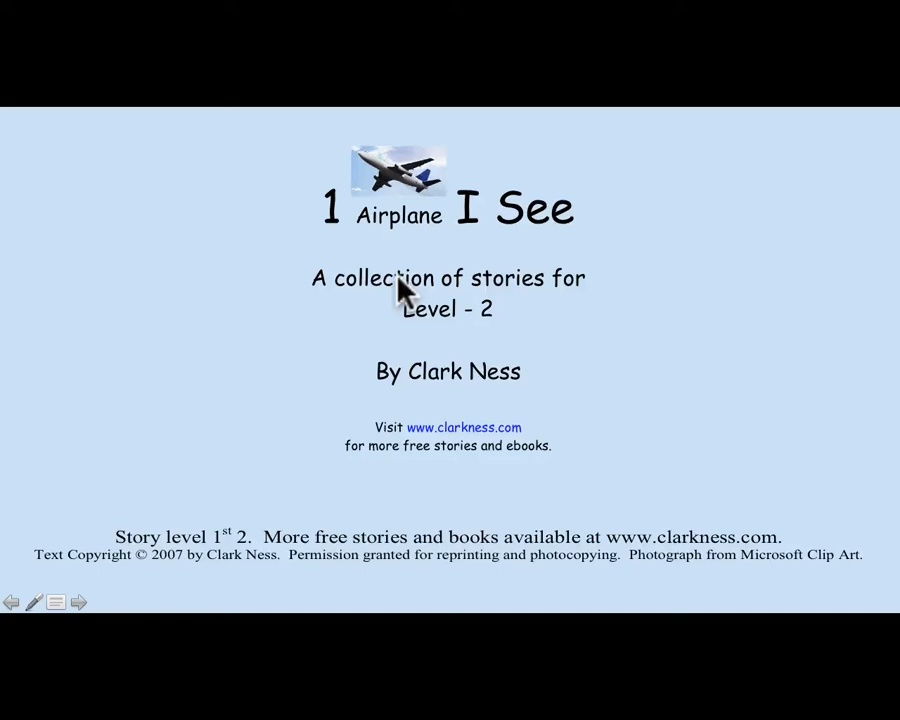 1 Airplane I See
A collection of stories for
Level - 2
By Clark Ness
Visit www.clarkness.com
for more free stories and ebooks.
Story level 1st 2. More free stories and books available at www.clarkness.com.
Text Copyright © 2007 by Clark Ness. Permission granted for reprinting and photocopying. Photograph from Microsoft Clip Art.